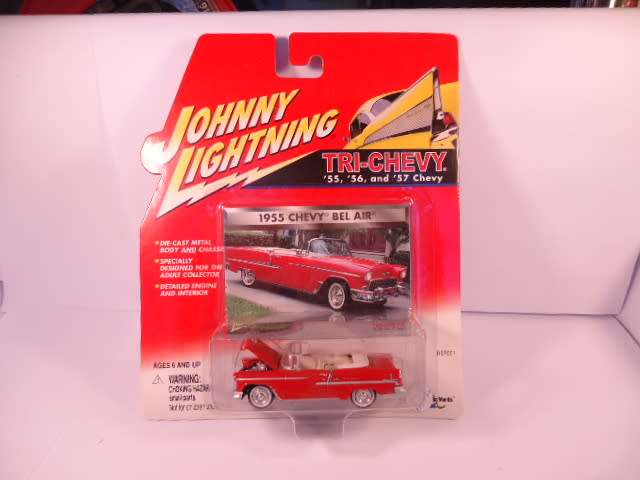 JOHNNY
LIGHTNING
TRI-CHEVY
'55, '56, and '57 Chevy
1955 CHEVY BEL AIR
• DIE-CAST METAL
BODY AND CHASSIS
• SPECIALLY
DESIGNED FOR THE
ADULT COLLECTOR
• DETAILED ENGINE
AND INTERIOR
AGES 6 AND UP
WARNING:
CHOKING HAZARD
small parts
Not for